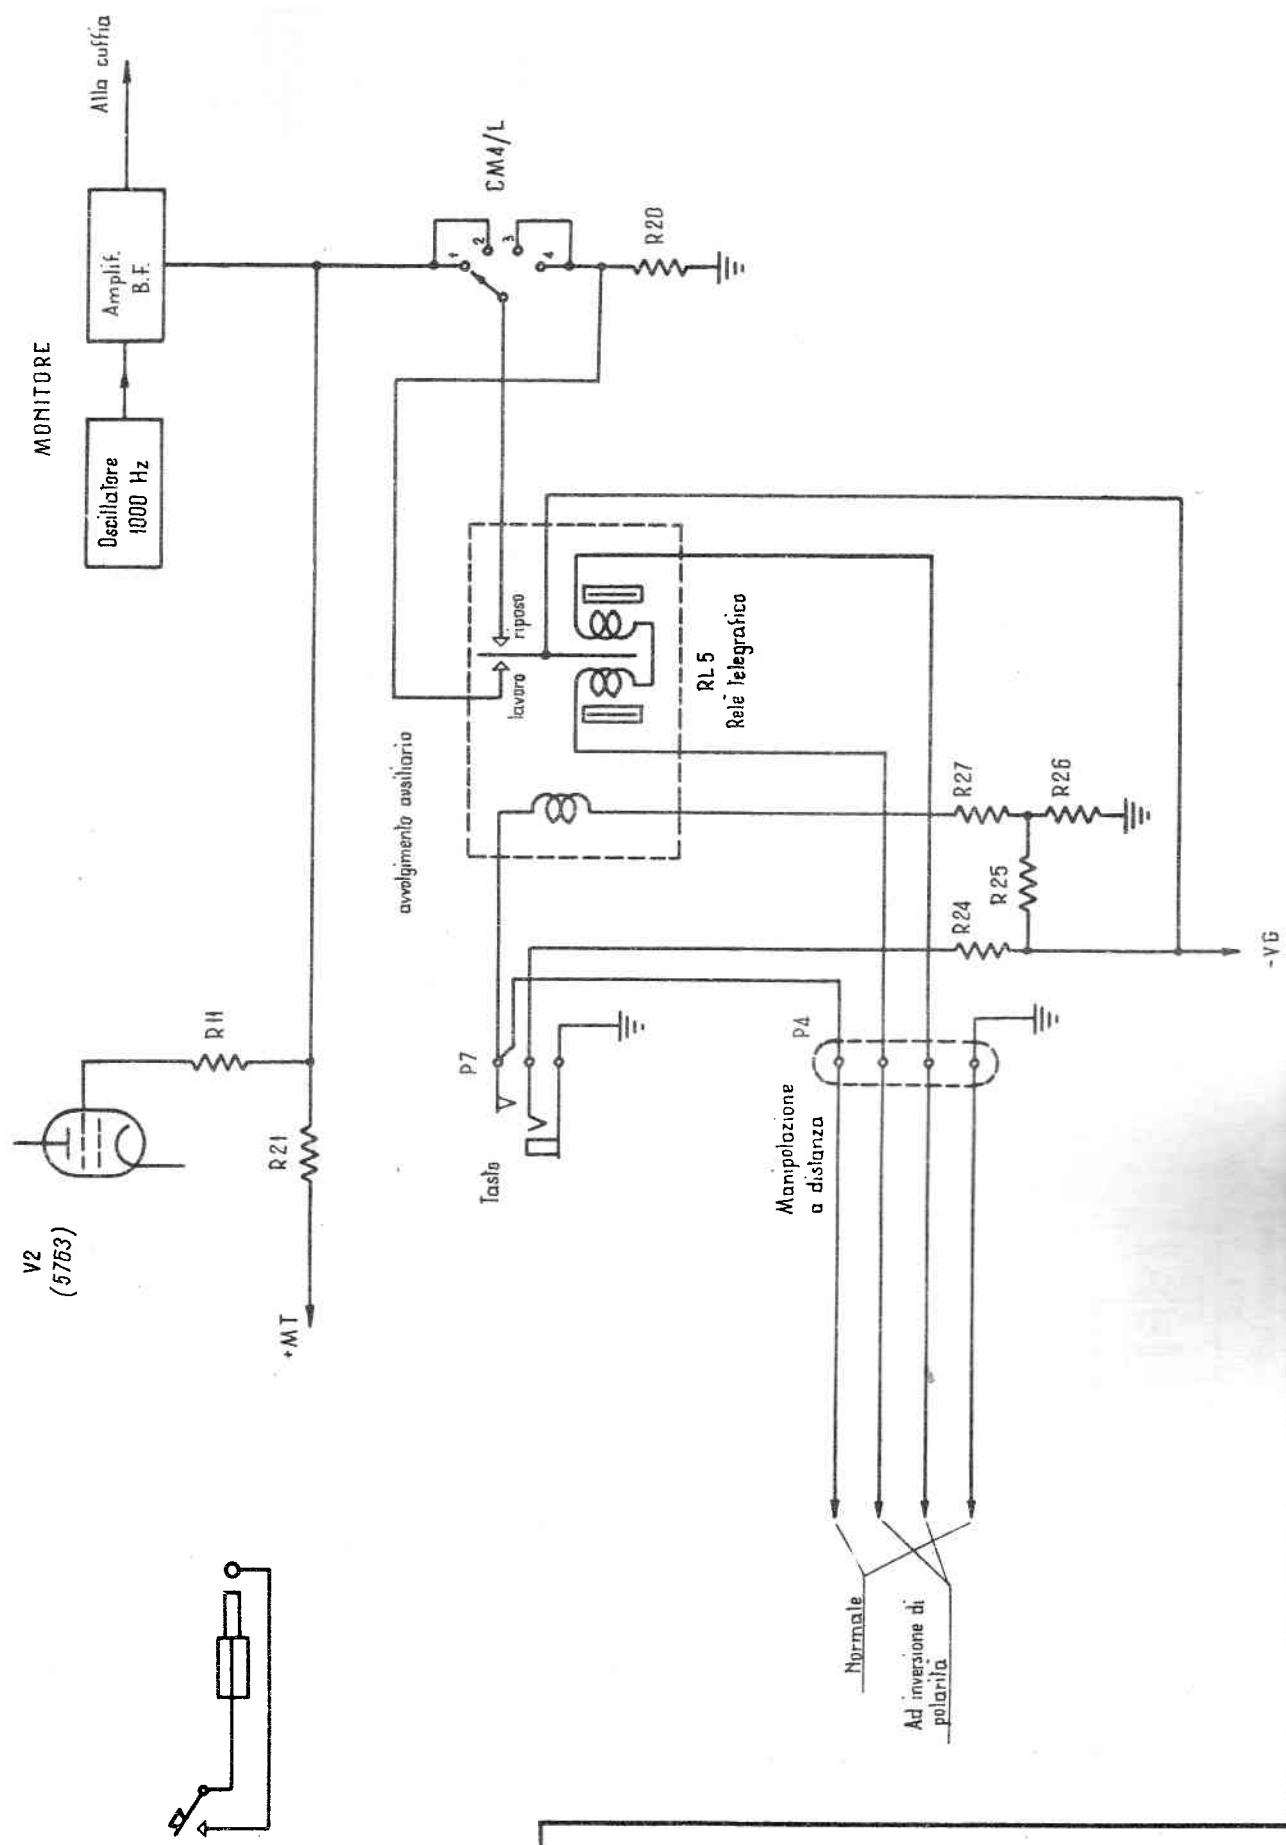 V2
(5763)
R11
R21
+MT
MONITORE
Oscillatore
1000 Hz
Amplif.
B.F.
Alla cuffia
CM4/L
1
2
3
4
R20
avvolgimento ausiliario
lavoro
riposo
RL5
Relè telegrafico
P7
Tasto
R24
R25
R27
R26
-VG
P4
Manipolazione
a distanza
Normale
Ad inversione di
polarità